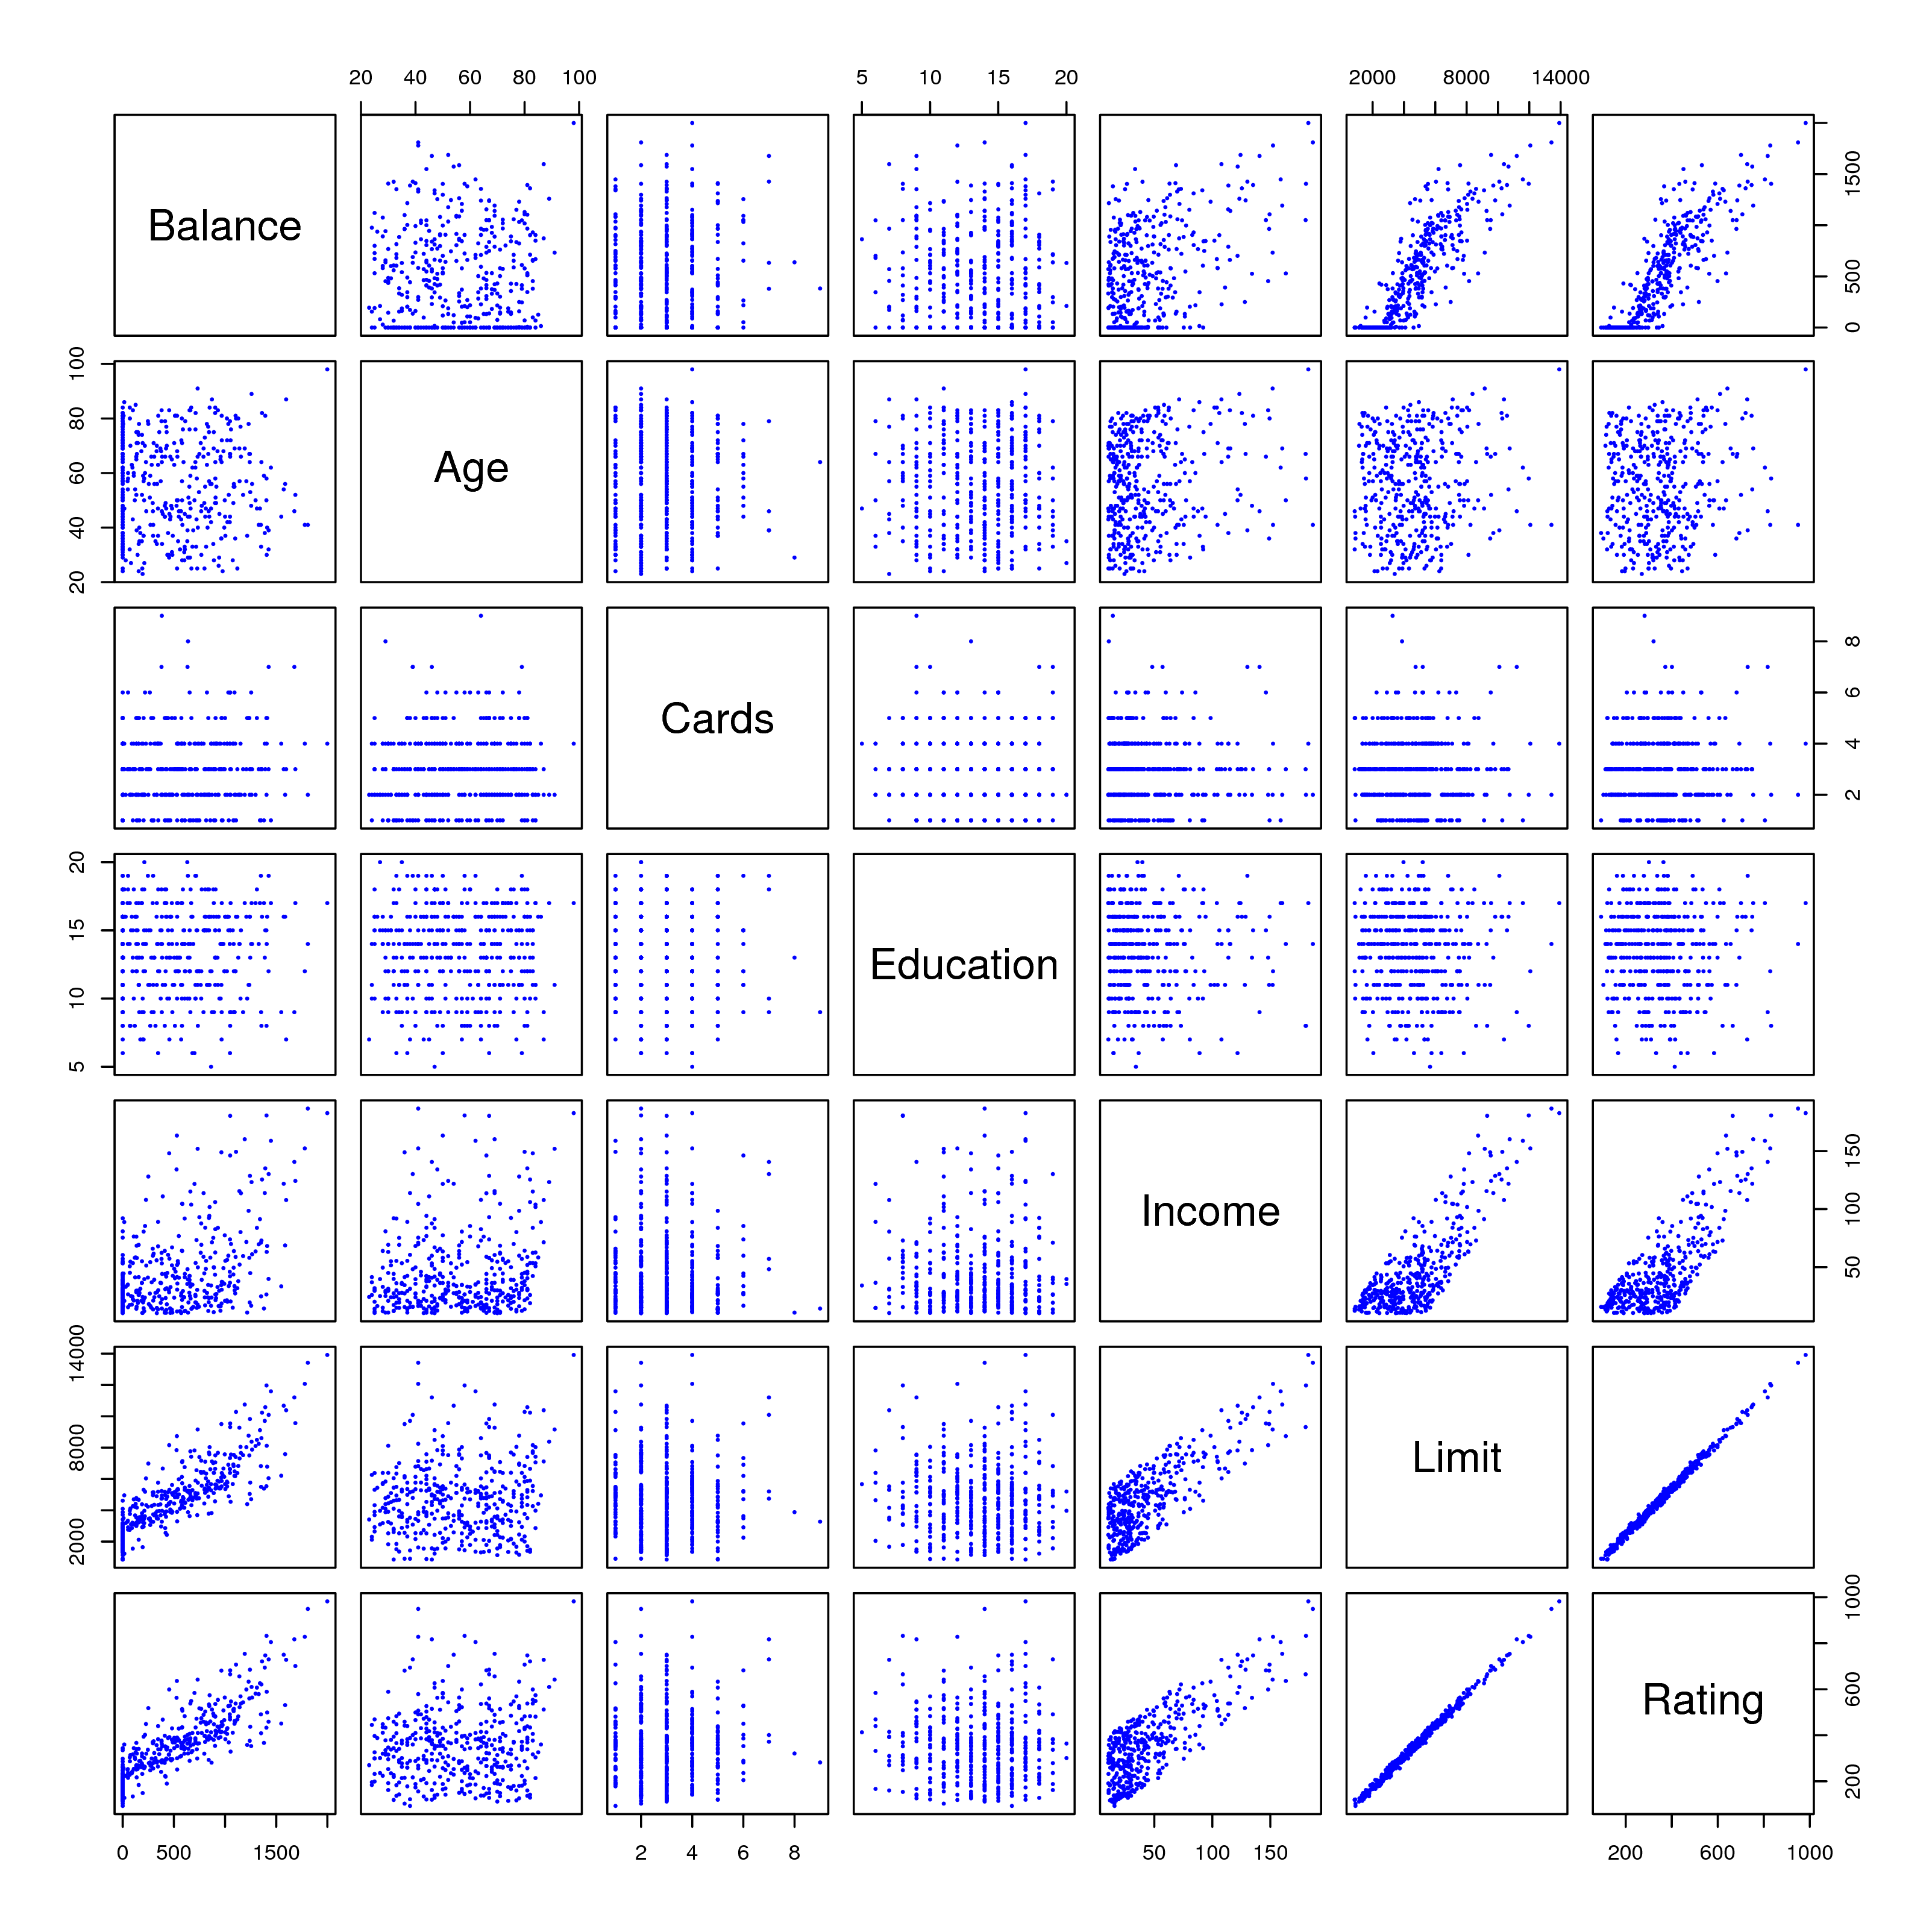 20 40 60 80 100 5 10 15 20 2000 8000 14000
Balance
0 500 1500
20 40 60 80 100
Age
Cards
2 4 6 8
5 10 15 20
Education
Income
50 100 150
2000 8000 14000
Limit
Rating
200 600 1000
0 500 1500 2 4 6 8 50 100 150 200 600 1000